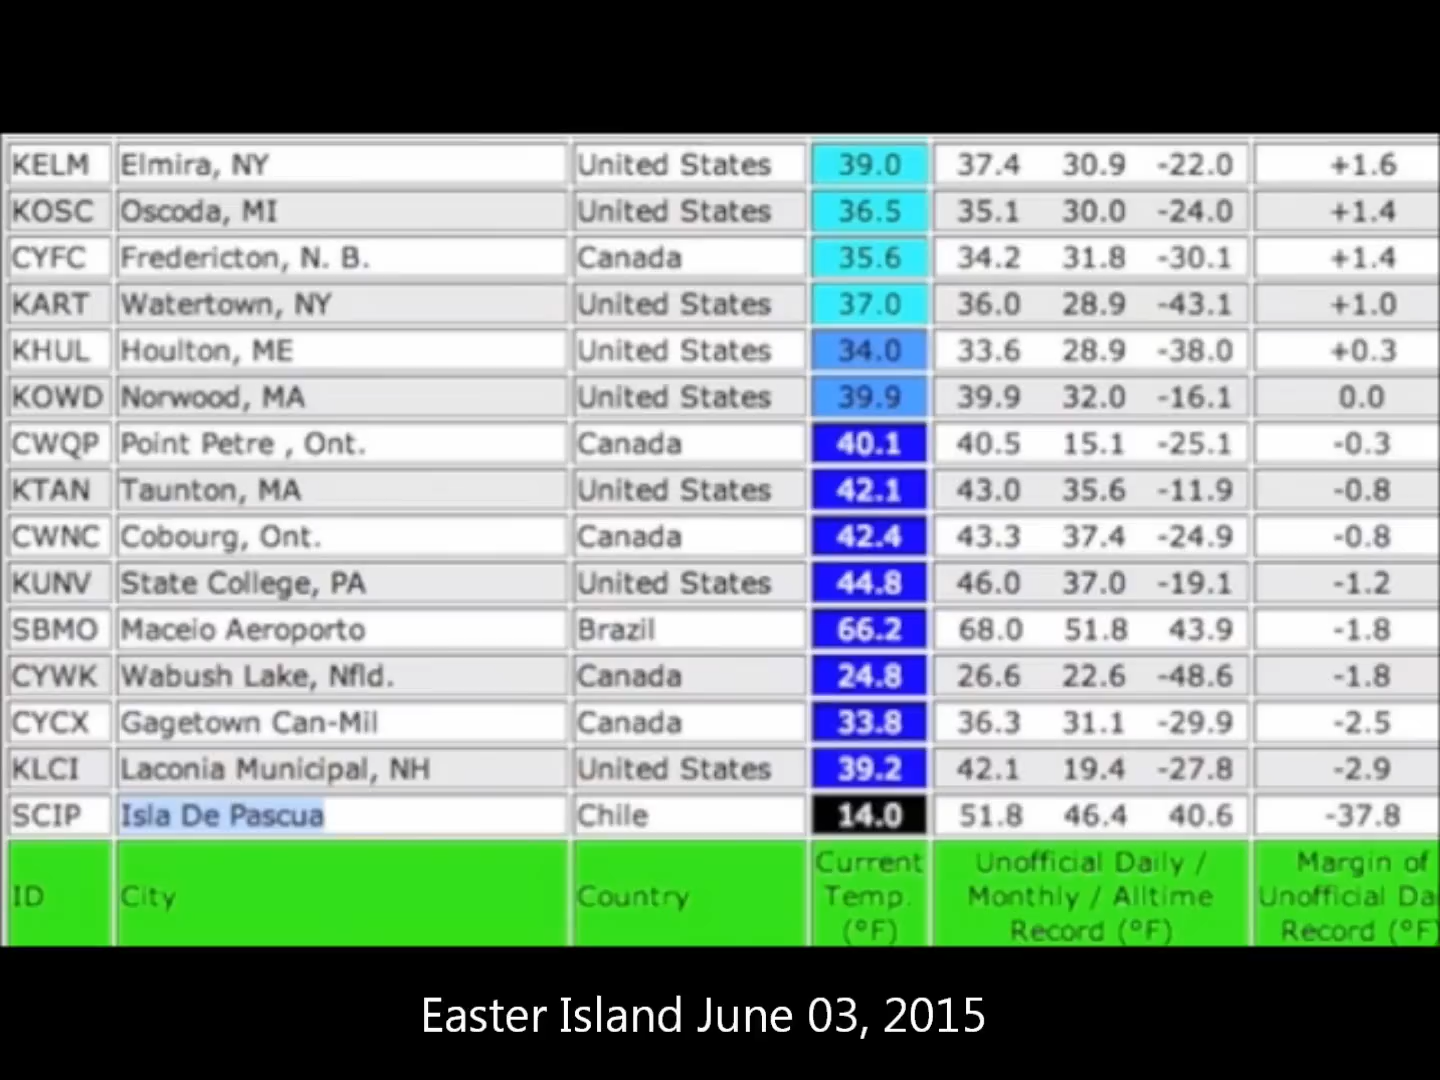 KELM Elmira, NY United States 39.0 37.4 30.9 -22.0 +1.6
KOSC Oscoda, MI United States 36.5 35.1 30.0 -24.0 +1.4
CYFC Fredericton, N. B. Canada 35.6 34.2 31.8 -30.1 +1.4
KART Watertown, NY United States 37.0 36.0 28.9 -43.1 +1.0
KHUL Houlton, ME United States 34.0 33.6 28.9 -38.0 +0.3
KOWD Norwood, MA United States 39.9 39.9 32.0 -16.1 0.0
CWQP Point Petre , Ont. Canada 40.1 40.5 15.1 -25.1 -0.3
KTAN Taunton, MA United States 42.1 43.0 35.6 -11.9 -0.8
CWNC Cobourg, Ont. Canada 42.4 43.3 37.4 -24.9 -0.8
KUNV State College, PA United States 44.8 46.0 37.0 -19.1 -1.2
SBMO Maceio Aeroporto Brazil 66.2 68.0 51.8 43.9 -1.8
CYWK Wabush Lake, Nfld. Canada 24.8 26.6 22.6 -48.6 -1.8
CYCX Gagetown Can-Mil Canada 33.8 36.3 31.1 -29.9 -2.5
KLCI Laconia Municipal, NH United States 39.2 42.1 19.4 -27.8 -2.9
SCIP Isla De Pascua Chile 14.0 51.8 46.4 40.6 -37.8
Current Unofficial Daily / Margin of
ID City Country Temp. Monthly / Alltime Unofficial Da
(°F) Record (°F) Record (°F)
Easter Island June 03, 2015